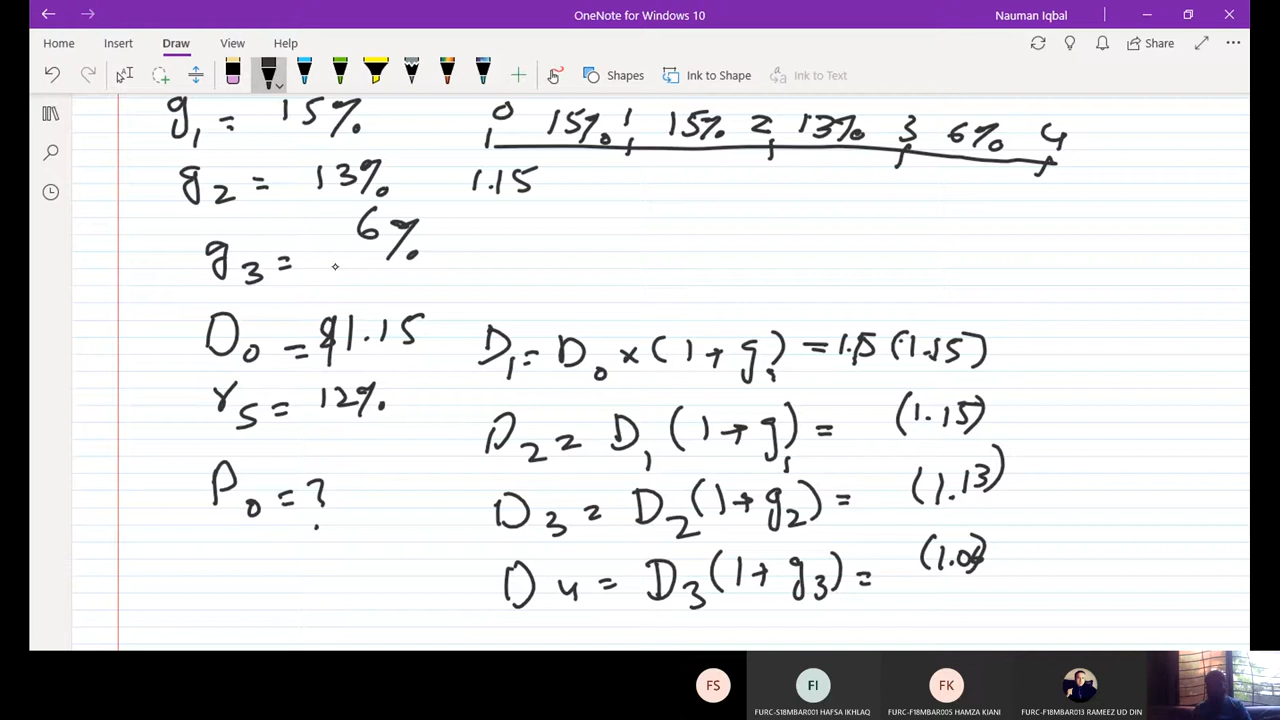 OneNote for Windows 10
Nauman Iqbal
Home Insert Draw View Help
Share
Shapes Ink to Shape Ink to Text
g1 = 15%
0 15% 1 15% 2 13% 3 6% 4
g2 = 13%
1.15
g3 = 6%
D0 = $1.15
D1 = D0 × (1 + g1) = 1.15 (1.15)
rs = 12%
D2 = D1 (1 + g1) = (1.15)
P0 = ?
D3 = D2 (1 + g2) = (1.13)
D4 = D3 (1 + g3) = (1.06)
FS FI FK
FURC-S18MBAR001 HAFSA IKHLAQ
FURC-F18MBAR005 HAMZA KIANI
FURC-F18MBAR013 RAMEEZ UD DIN